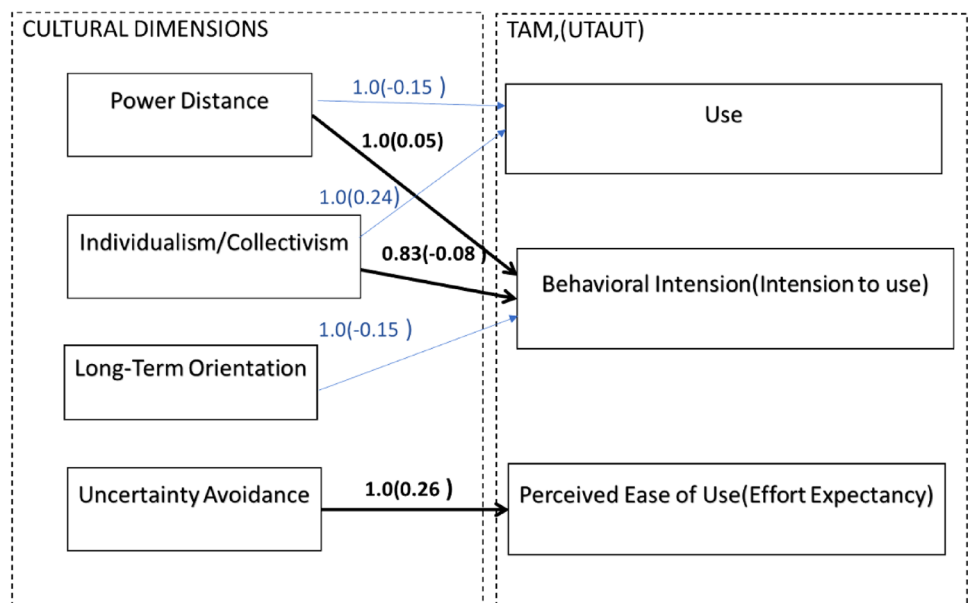 CULTURAL DIMENSIONS
TAM,(UTAUT)
Power Distance
1.0(-0.15 )
Use
1.0(0.05)
1.0(0.24)
Individualism/Collectivism
0.83(-0.08 )
Behavioral Intension(Intension to use)
1.0(-0.15 )
Long-Term Orientation
Uncertainty Avoidance
1.0(0.26 )
Perceived Ease of Use(Effort Expectancy)